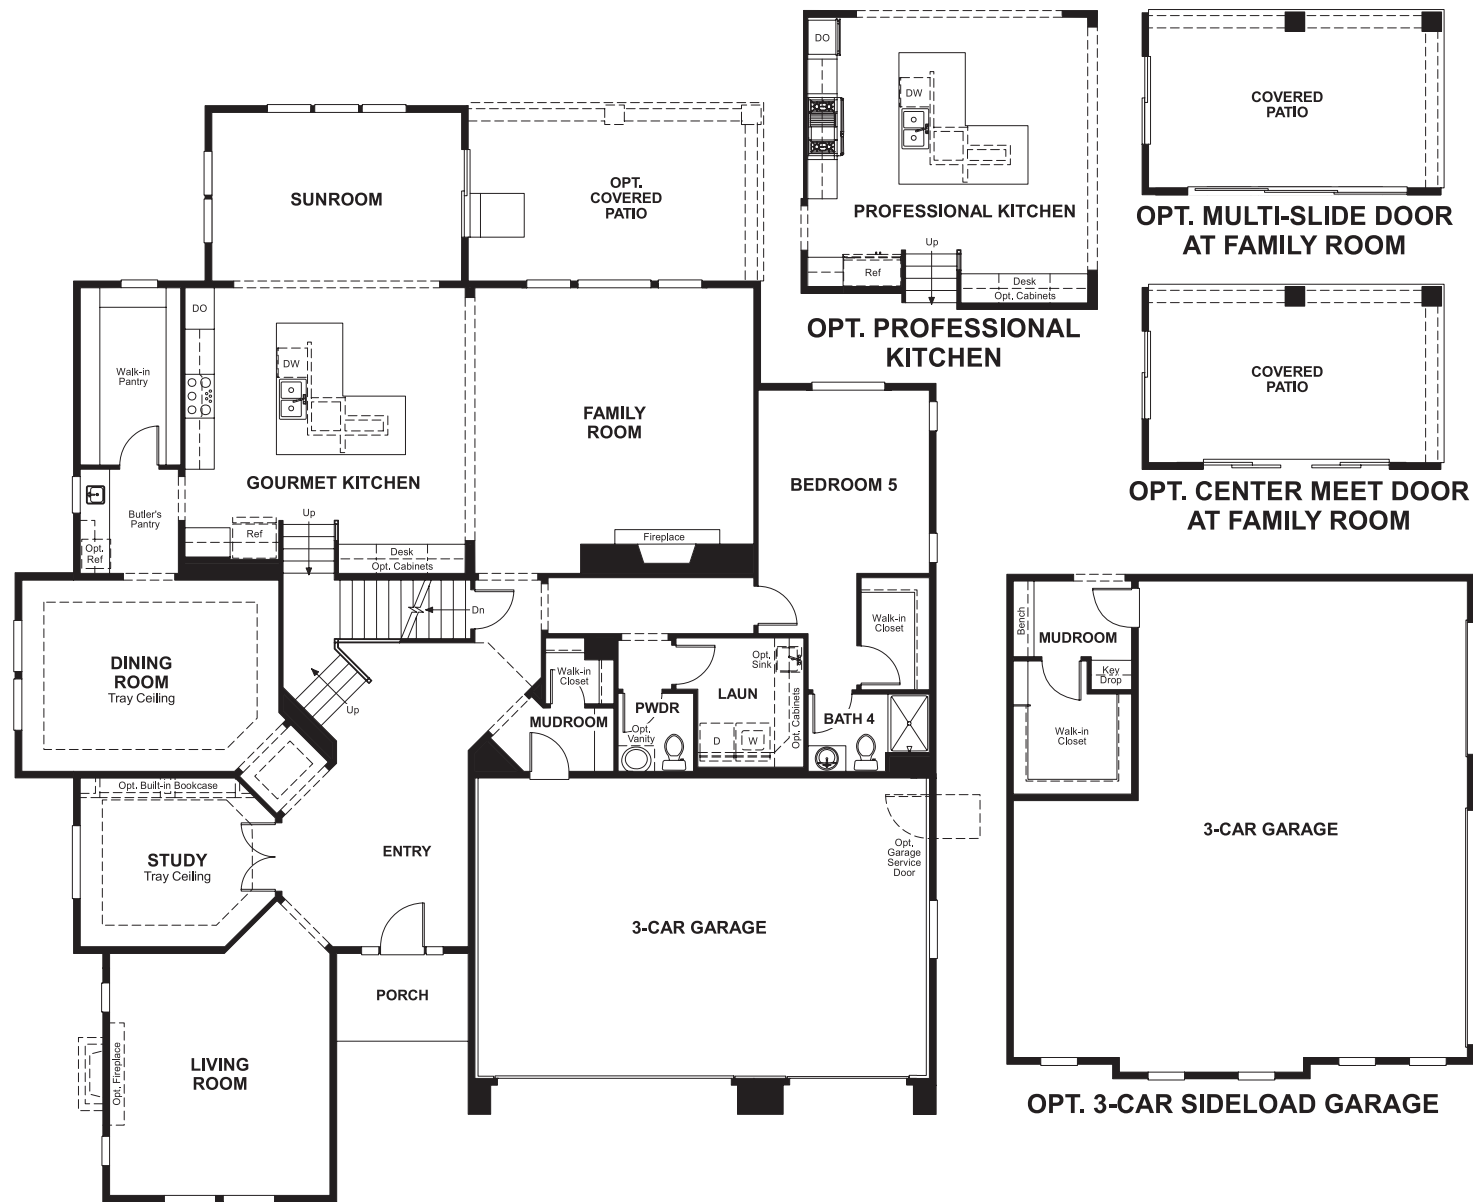 SUNROOM
OPT.
COVERED
PATIO
DO
Walk-in
Pantry
DW
GOURMET KITCHEN
FAMILY
ROOM
BEDROOM 5
Butler's
Pantry
Opt.
Ref
Ref
Up
Desk
Opt. Cabinets
Fireplace
Dn
DINING
ROOM
Tray Ceiling
Up
Walk-in
Closet
MUDROOM
PWDR
Opt.
Vanity
LAUN
Opt.
Sink
Opt. Cabinets
D
W
BATH 4
Walk-in
Closet
Opt. Built-in Bookcase
STUDY
Tray Ceiling
ENTRY
3-CAR GARAGE
Opt.
Garage
Service
Door
PORCH
LIVING
ROOM
Opt. Fireplace
DO
DW
PROFESSIONAL KITCHEN
Up
Ref
Desk
Opt. Cabinets
OPT. PROFESSIONAL
KITCHEN
COVERED
PATIO
OPT. MULTI-SLIDE DOOR
AT FAMILY ROOM
COVERED
PATIO
OPT. CENTER MEET DOOR
AT FAMILY ROOM
Bench
MUDROOM
Key
Drop
Walk-in
Closet
3-CAR GARAGE
OPT. 3-CAR SIDELOAD GARAGE